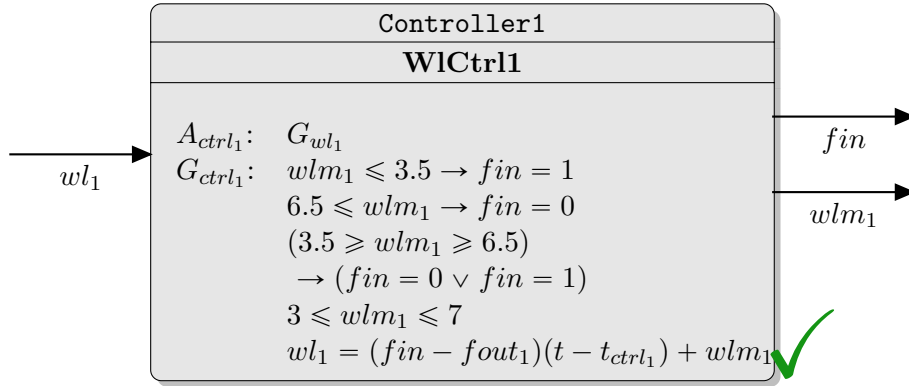 Controller1
WlCtrl1
A_{ctrl_1}: G_{wl_1}
G_{ctrl_1}: wlm_1 ⩽ 3.5 → fin = 1
6.5 ⩽ wlm_1 → fin = 0
(3.5 ⩾ wlm_1 ⩾ 6.5)
→ (fin = 0 ∨ fin = 1)
3 ⩽ wlm_1 ⩽ 7
wl_1 = (fin − fout_1)(t − t_{ctrl_1}) + wlm_1
wl_1
fin
wlm_1